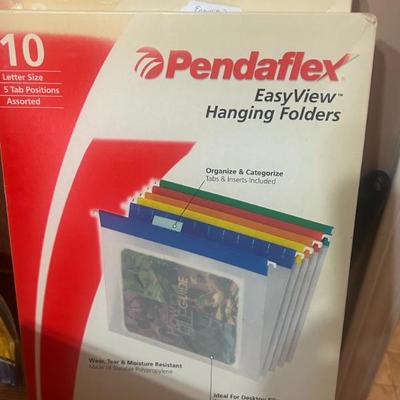 10
Letter Size
5 Tab Positions
Assorted
Pendaflex®
EasyView™
Hanging Folders
Organize & Categorize
Tabs & Inserts Included
GUIDE
Wear, Tear & Moisture Resistant
Made of Durable Polypropylene
Ideal For Desktop